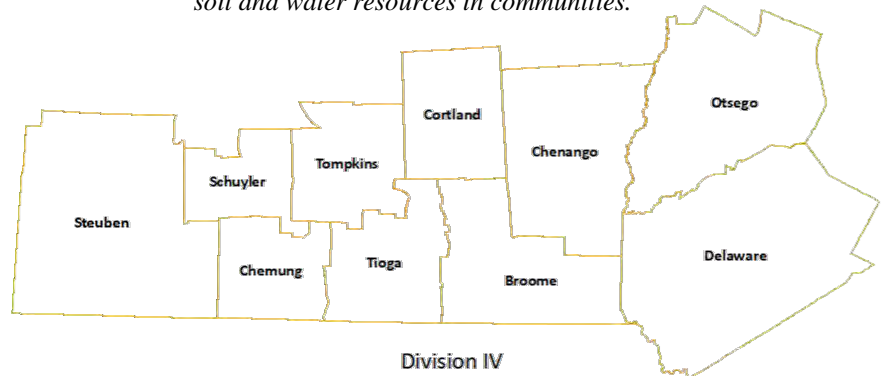 soil and water resources in communities.
Otsego
Cortland
Chenango
Tompkins
Schuyler
Steuben
Delaware
Tioga
Chemung
Broome
Division IV